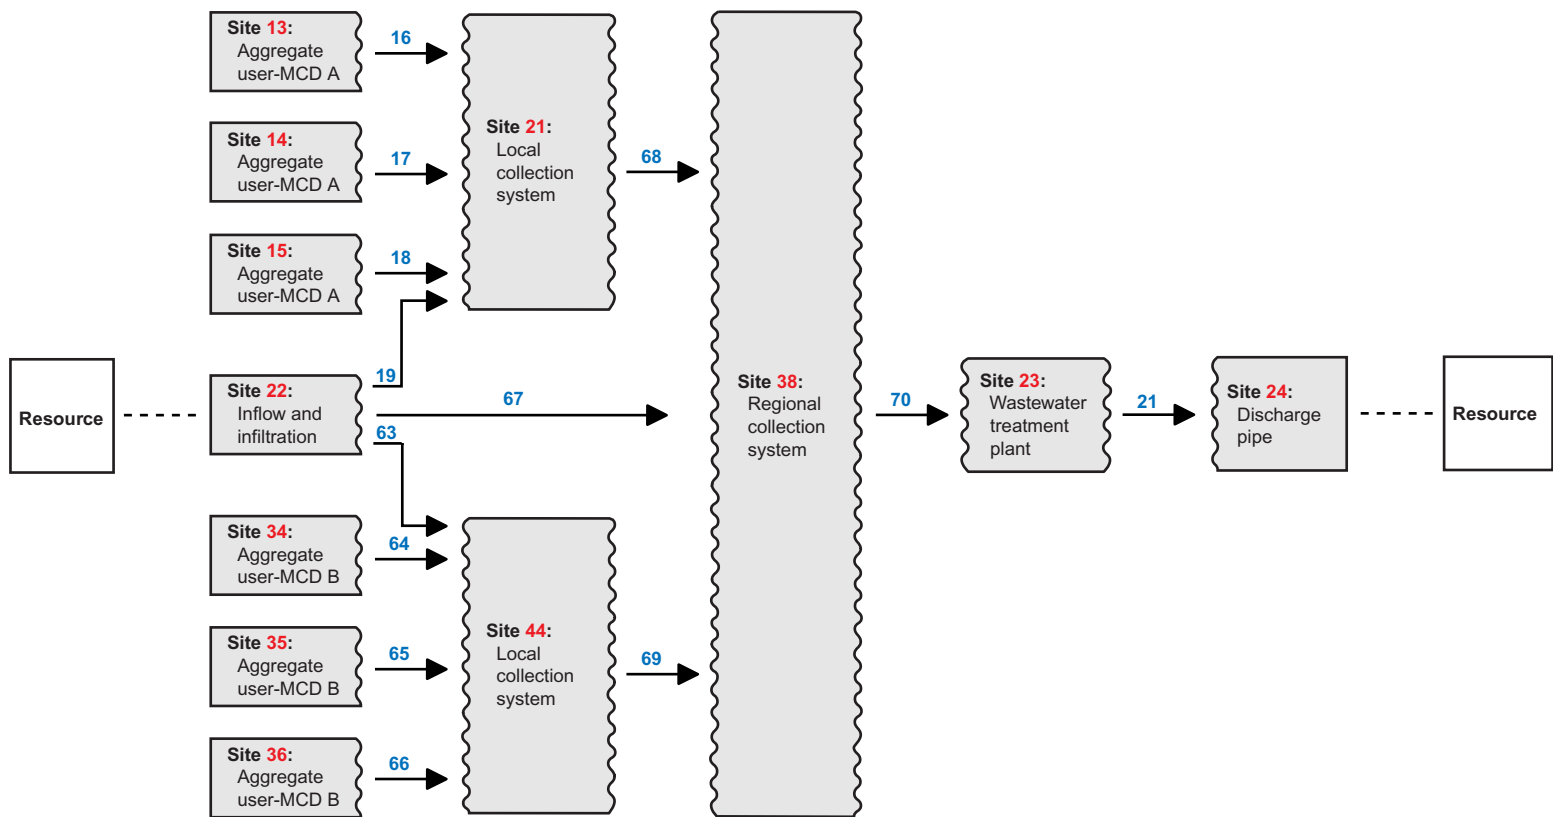 Site 13:
Aggregate
user-MCD A
16
Site 14:
Aggregate
user-MCD A
17
Site 15:
Aggregate
user-MCD A
18
Site 21:
Local
collection
system
68
Resource
Site 22:
Inflow and
infiltration
19
67
63
Site 38:
Regional
collection
system
70
Site 23:
Wastewater
treatment
plant
21
Site 24:
Discharge
pipe
Resource
Site 34:
Aggregate
user-MCD B
64
Site 35:
Aggregate
user-MCD B
65
Site 36:
Aggregate
user-MCD B
66
Site 44:
Local
collection
system
69